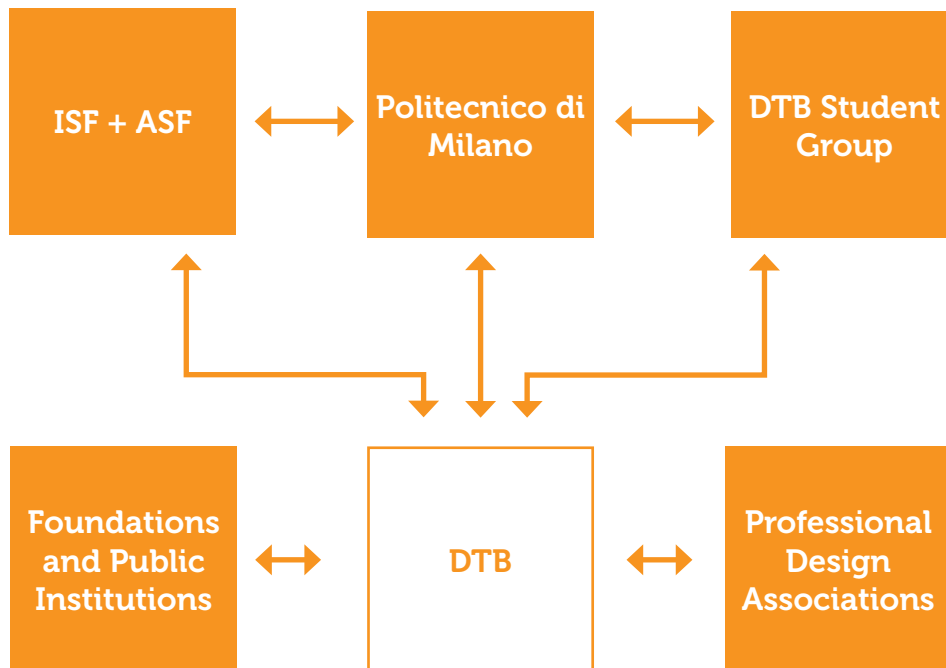 ISF + ASF
Politecnico di
Milano
DTB Student
Group
Foundations
and Public
Institutions
DTB
Professional
Design
Associations